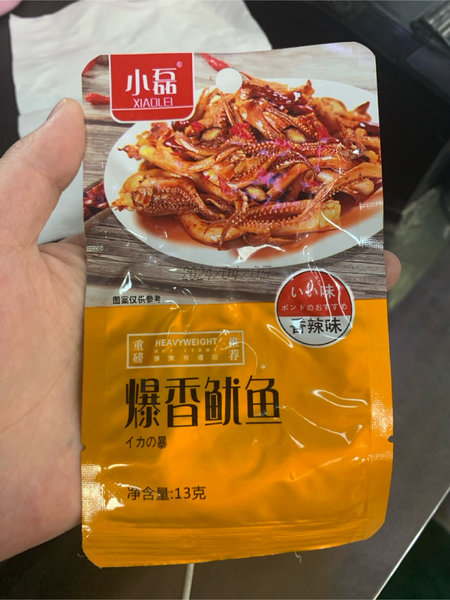 小磊®
XIAOLEI
图案仅供参考
いい味
ボンドのおすすめ
香辣味
重磅
HEAVYWEIGHT
HOT ITEMS
推荐
爆香鱿鱼
イカの暴
净含量:13克